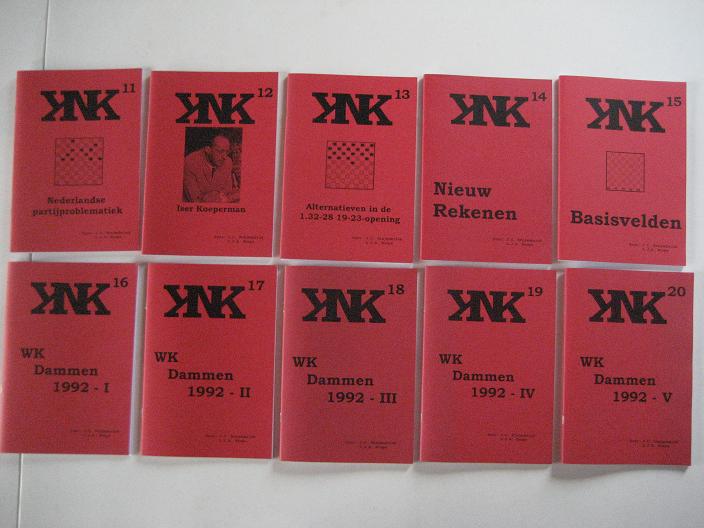 KNK 11
Nederlandse
partijproblematiek
KNK 12
Iser Koeperman
KNK 13
Alternatieven in de
1.32-28 19-23-opening
KNK 14
Nieuw
Rekenen
KNK 15
Basisvelden
KNK 16
WK
Dammen
1992 - I
KNK 17
WK
Dammen
1992 - II
KNK 18
WK
Dammen
1992 - III
KNK 19
WK
Dammen
1992 - IV
KNK 20
WK
Dammen
1992 - V